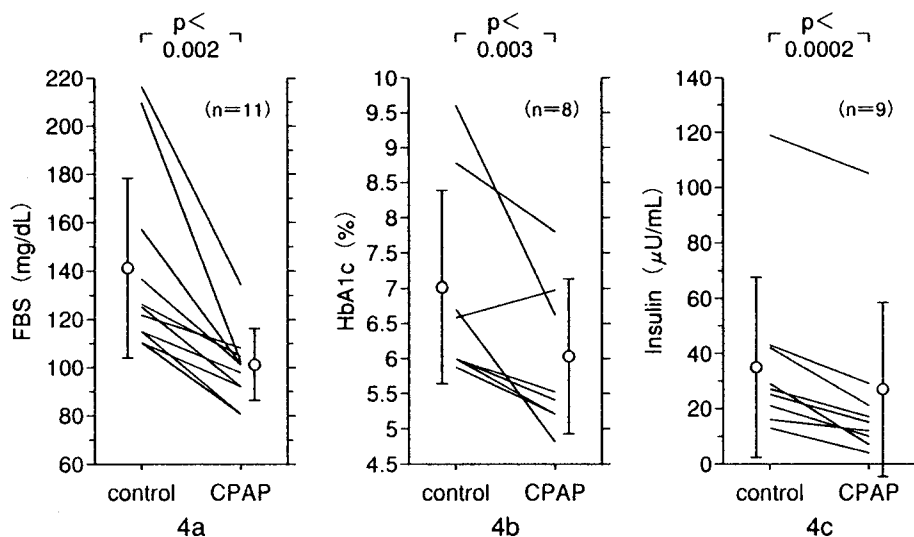 p<
0.002
p<
0.003
p<
0.0002
FBS (mg/dL)
220
200
180
160
140
120
100
80
60
(n=11)
control
CPAP
4a
HbA1c (%)
10
9.5
9
8.5
8
7.5
7
6.5
6
5.5
5
4.5
(n=8)
control
CPAP
4b
Insulin (μU/mL)
140
120
100
80
60
40
20
0
(n=9)
control
CPAP
4c